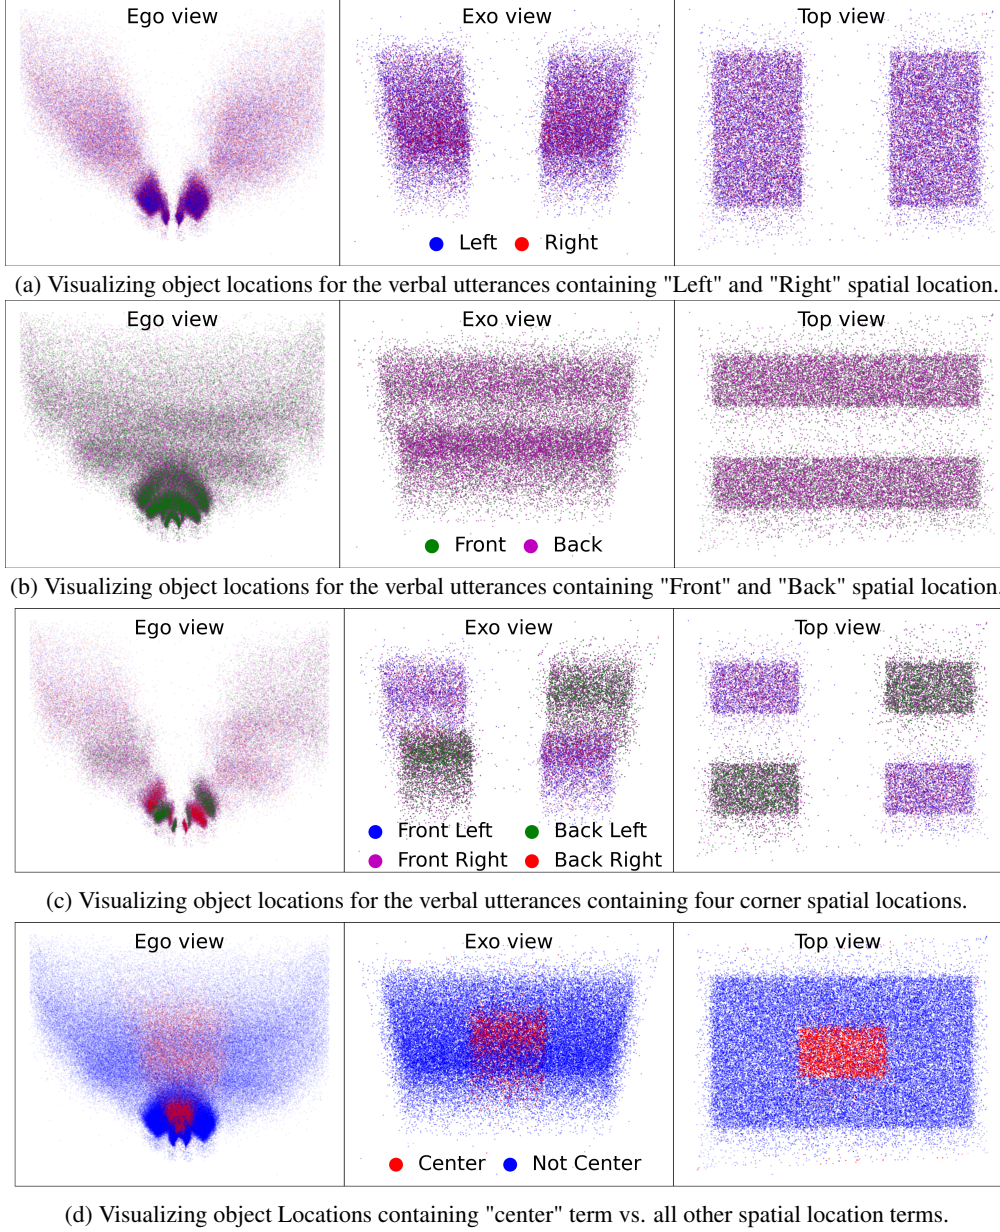 Ego view Exo view Top view
Left Right
(a) Visualizing object locations for the verbal utterances containing "Left" and "Right" spatial location.
Ego view Exo view Top view
Front Back
(b) Visualizing object locations for the verbal utterances containing "Front" and "Back" spatial location.
Ego view Exo view Top view
Front Left Back Left
Front Right Back Right
(c) Visualizing object locations for the verbal utterances containing four corner spatial locations.
Ego view Exo view Top view
Center Not Center
(d) Visualizing object Locations containing "center" term vs. all other spatial location terms.